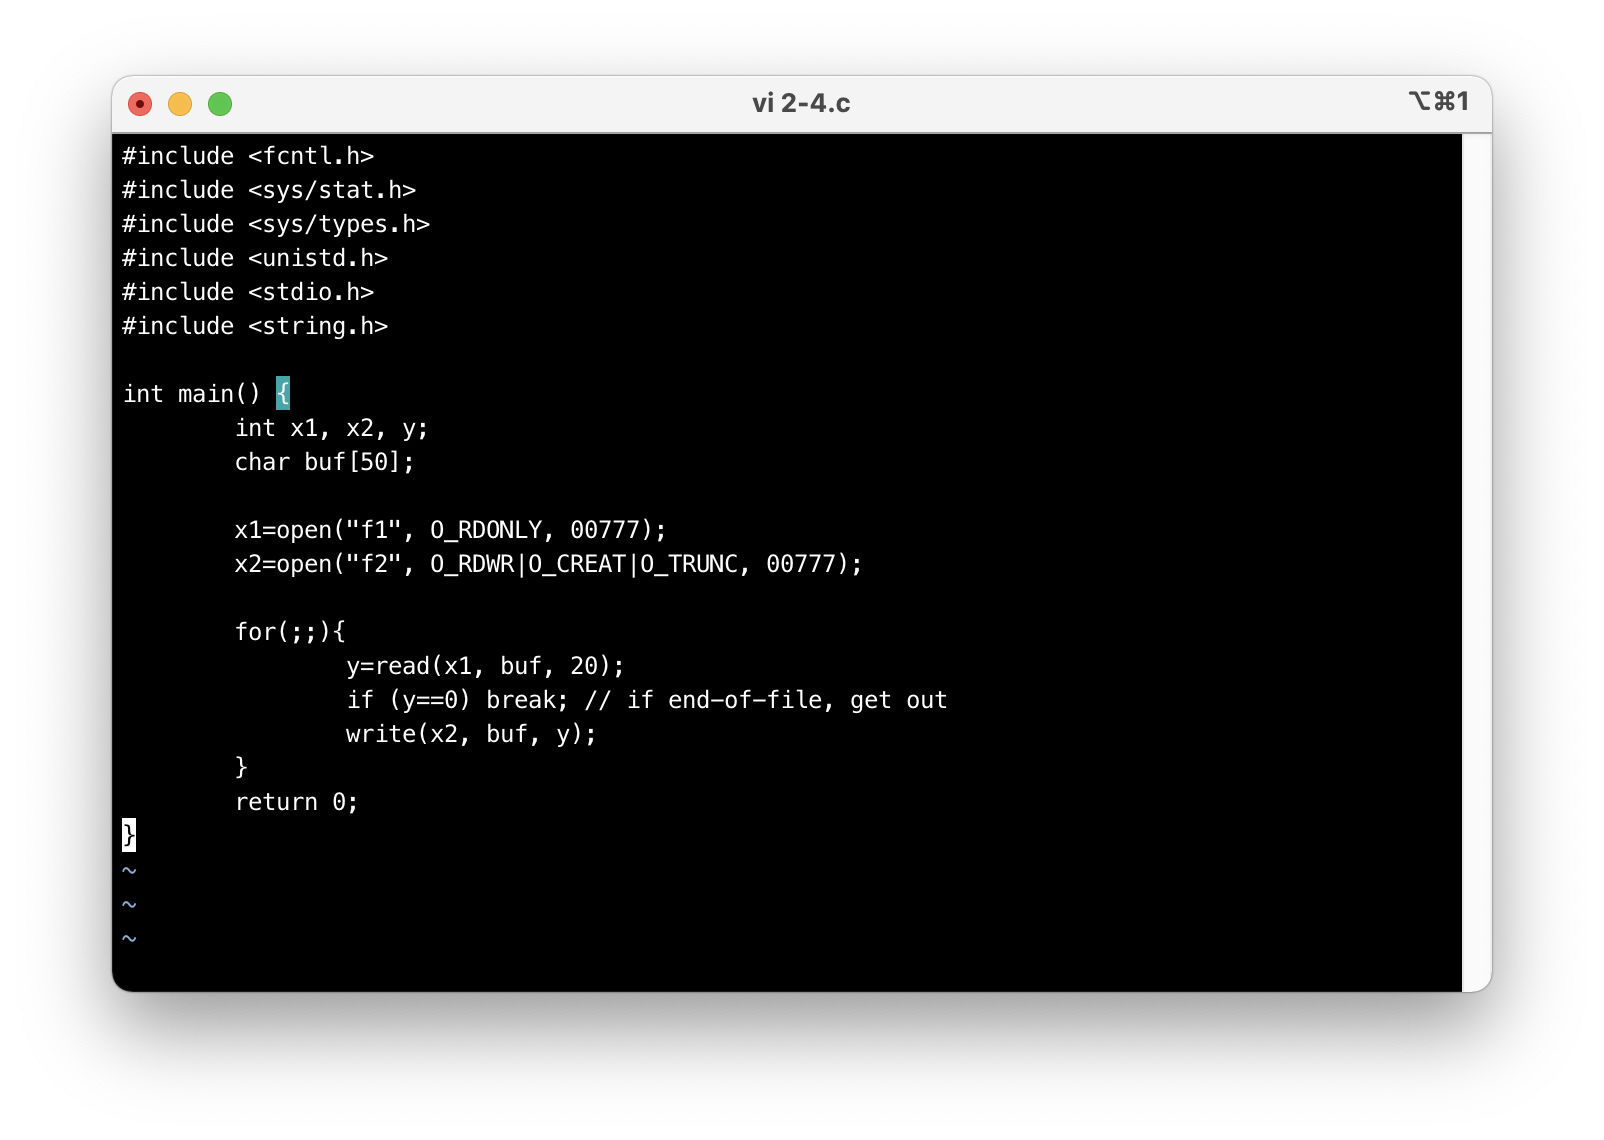 vi 2-4.c
⌥⌘1
#include <fcntl.h>
#include <sys/stat.h>
#include <sys/types.h>
#include <unistd.h>
#include <stdio.h>
#include <string.h>

int main() {
        int x1, x2, y;
        char buf[50];

        x1=open("f1", O_RDONLY, 00777);
        x2=open("f2", O_RDWR|O_CREAT|O_TRUNC, 00777);

        for(;;){
                y=read(x1, buf, 20);
                if (y==0) break; // if end-of-file, get out
                write(x2, buf, y);
        }
        return 0;
}
~
~
~